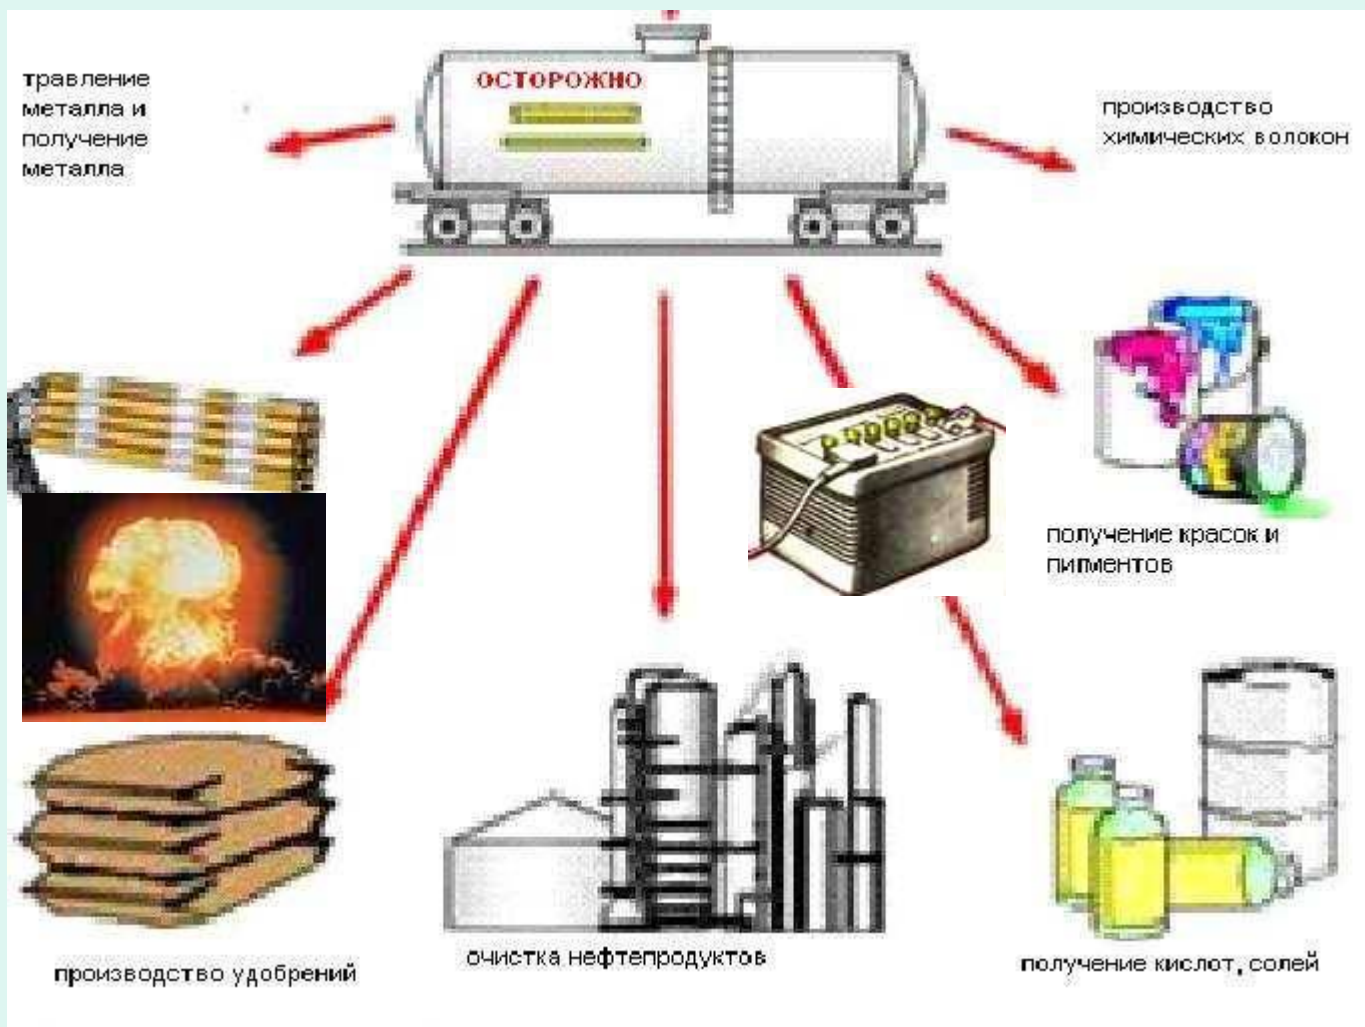 ОСТОРОЖНО
травление
металла и
получение
металла
производство
химических волокон
получение красок и
пигментов
производство удобрений
очистка нефтепродуктов
получение кислот, солей